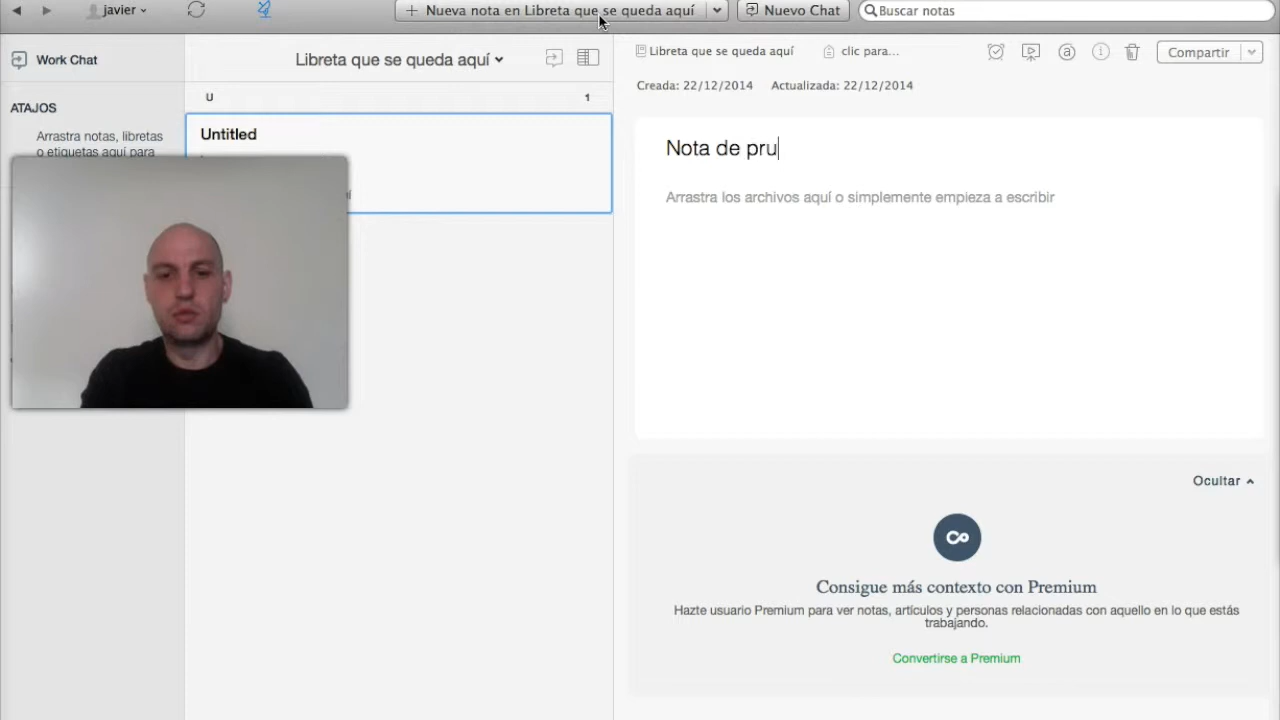 javier
Nueva nota en Libreta que se queda aquí
Nuevo Chat
Buscar notas
Work Chat
Libreta que se queda aquí
Libreta que se queda aquí
clic para...
Compartir
Creada: 22/12/2014 Actualizada: 22/12/2014
U 1
ATAJOS
Arrastra notas, libretas
o etiquetas aquí para
Untitled
Nota de pru
Arrastra los archivos aquí o simplemente empieza a escribir
Ocultar
Consigue más contexto con Premium
Hazte usuario Premium para ver notas, artículos y personas relacionadas con aquello en lo que estás
trabajando.
Convertirse a Premium